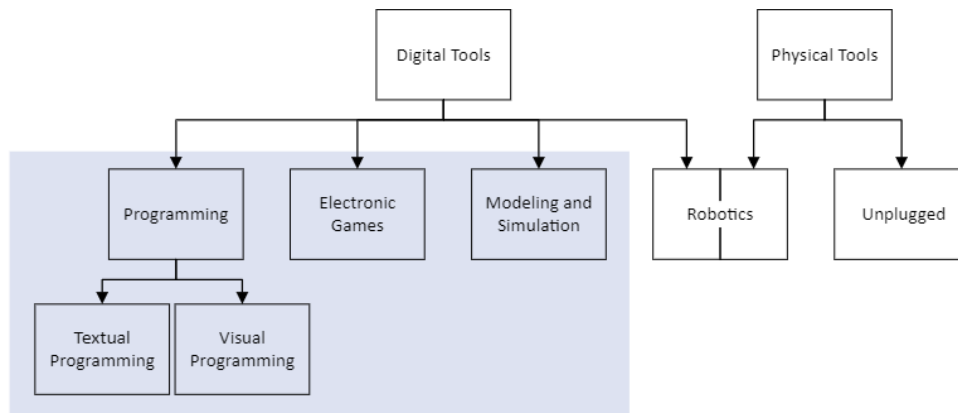 Digital Tools
Physical Tools
Programming
Electronic
Games
Modeling and
Simulation
Robotics
Unplugged
Textual
Programming
Visual
Programming